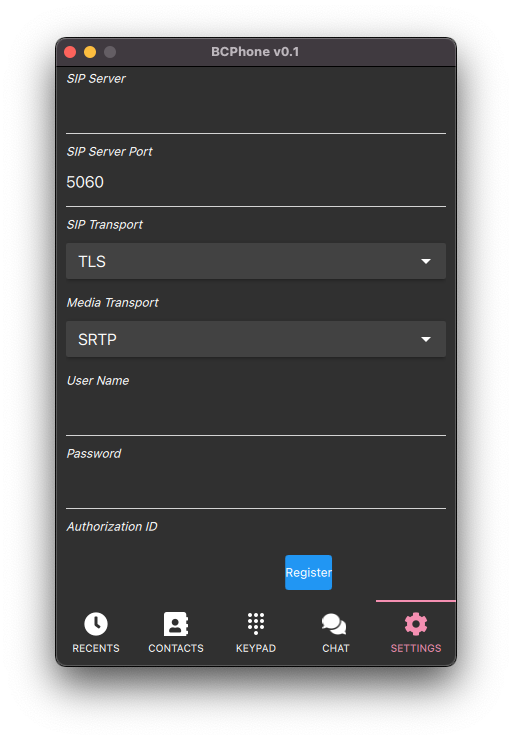 BCPhone v0.1
SIP Server
SIP Server Port
5060
SIP Transport
TLS
Media Transport
SRTP
User Name
Password
Authorization ID
Register
RECENTS CONTACTS KEYPAD CHAT SETTINGS